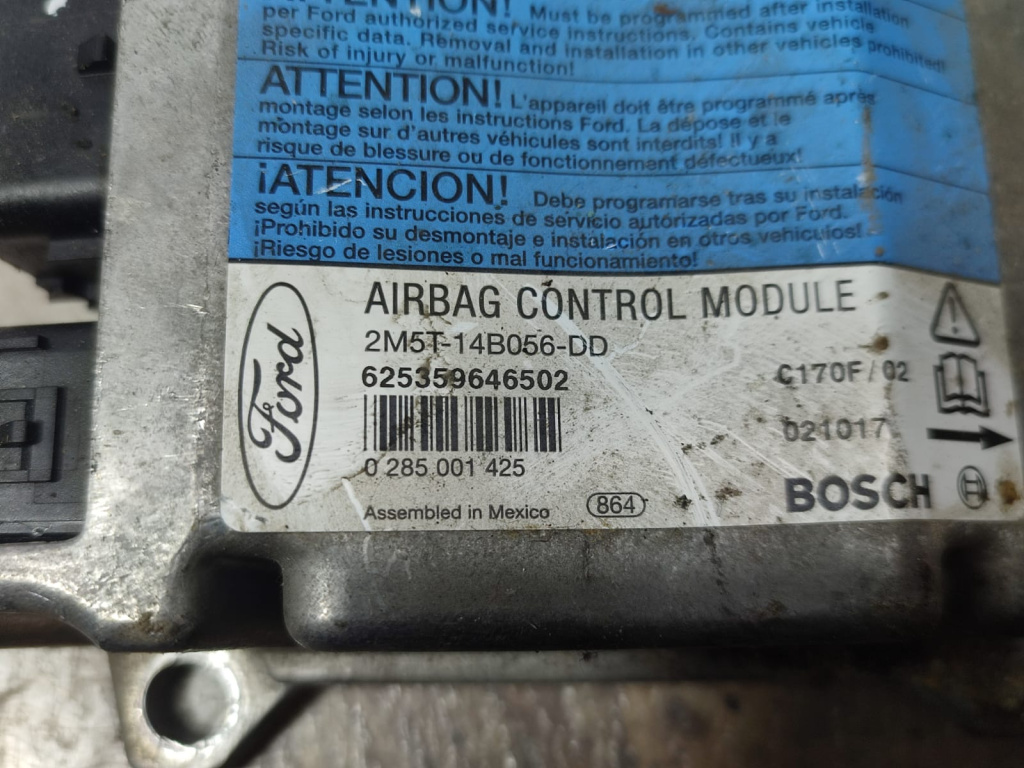 ATTENTION! Must be programmed after installation
per Ford authorized service instructions. Contains vehicle
specific data. Removal and installation in other vehicles prohibited!
Risk of injury or malfunction!
ATTENTION! L'appareil doit être programmé après
montage selon les instructions Ford. La dépose et le
montage sur d'autres véhicules sont interdits! Il y a
risque de blessure ou de fonctionnement défectueux!
¡ATENCION! Debe programarse tras su instalación
según las instrucciones de servicio autorizadas por Ford.
¡Prohibido su desmontaje e instalación en otros vehiculos!
¡Riesgo de lesiones o mal funcionamiento!
Ford
AIRBAG CONTROL MODULE
2M5T-14B056-DD
625359646502
C170F/02
021017
0 285 001 425
Assembled in Mexico
864
BOSCH